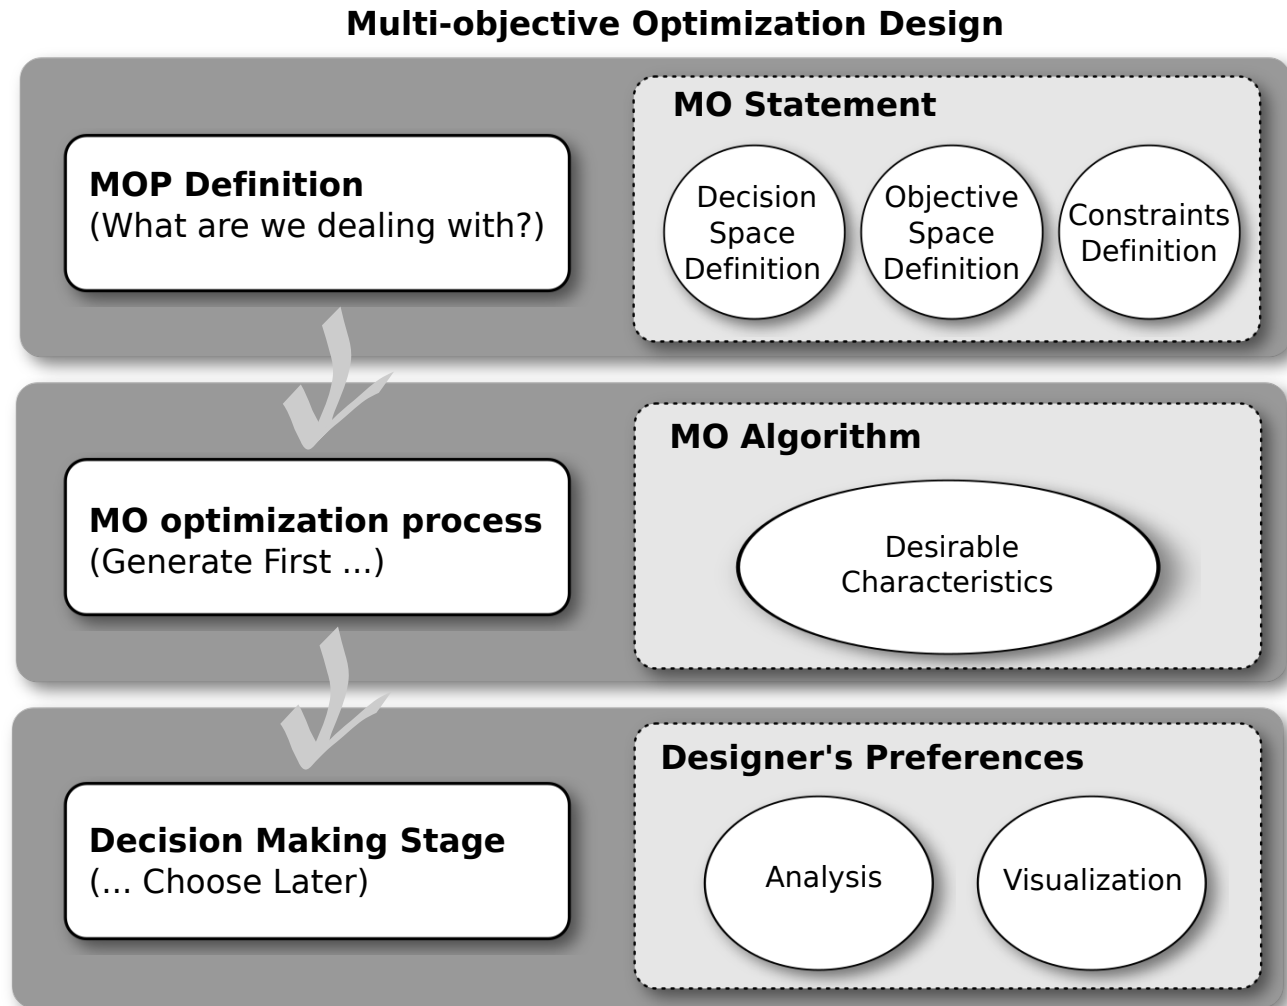 Multi-objective Optimization Design
MOP Definition
(What are we dealing with?)
MO Statement
Decision
Space
Definition
Objective
Space
Definition
Constraints
Definition
MO optimization process
(Generate First ...)
MO Algorithm
Desirable
Characteristics
Decision Making Stage
(... Choose Later)
Designer's Preferences
Analysis
Visualization